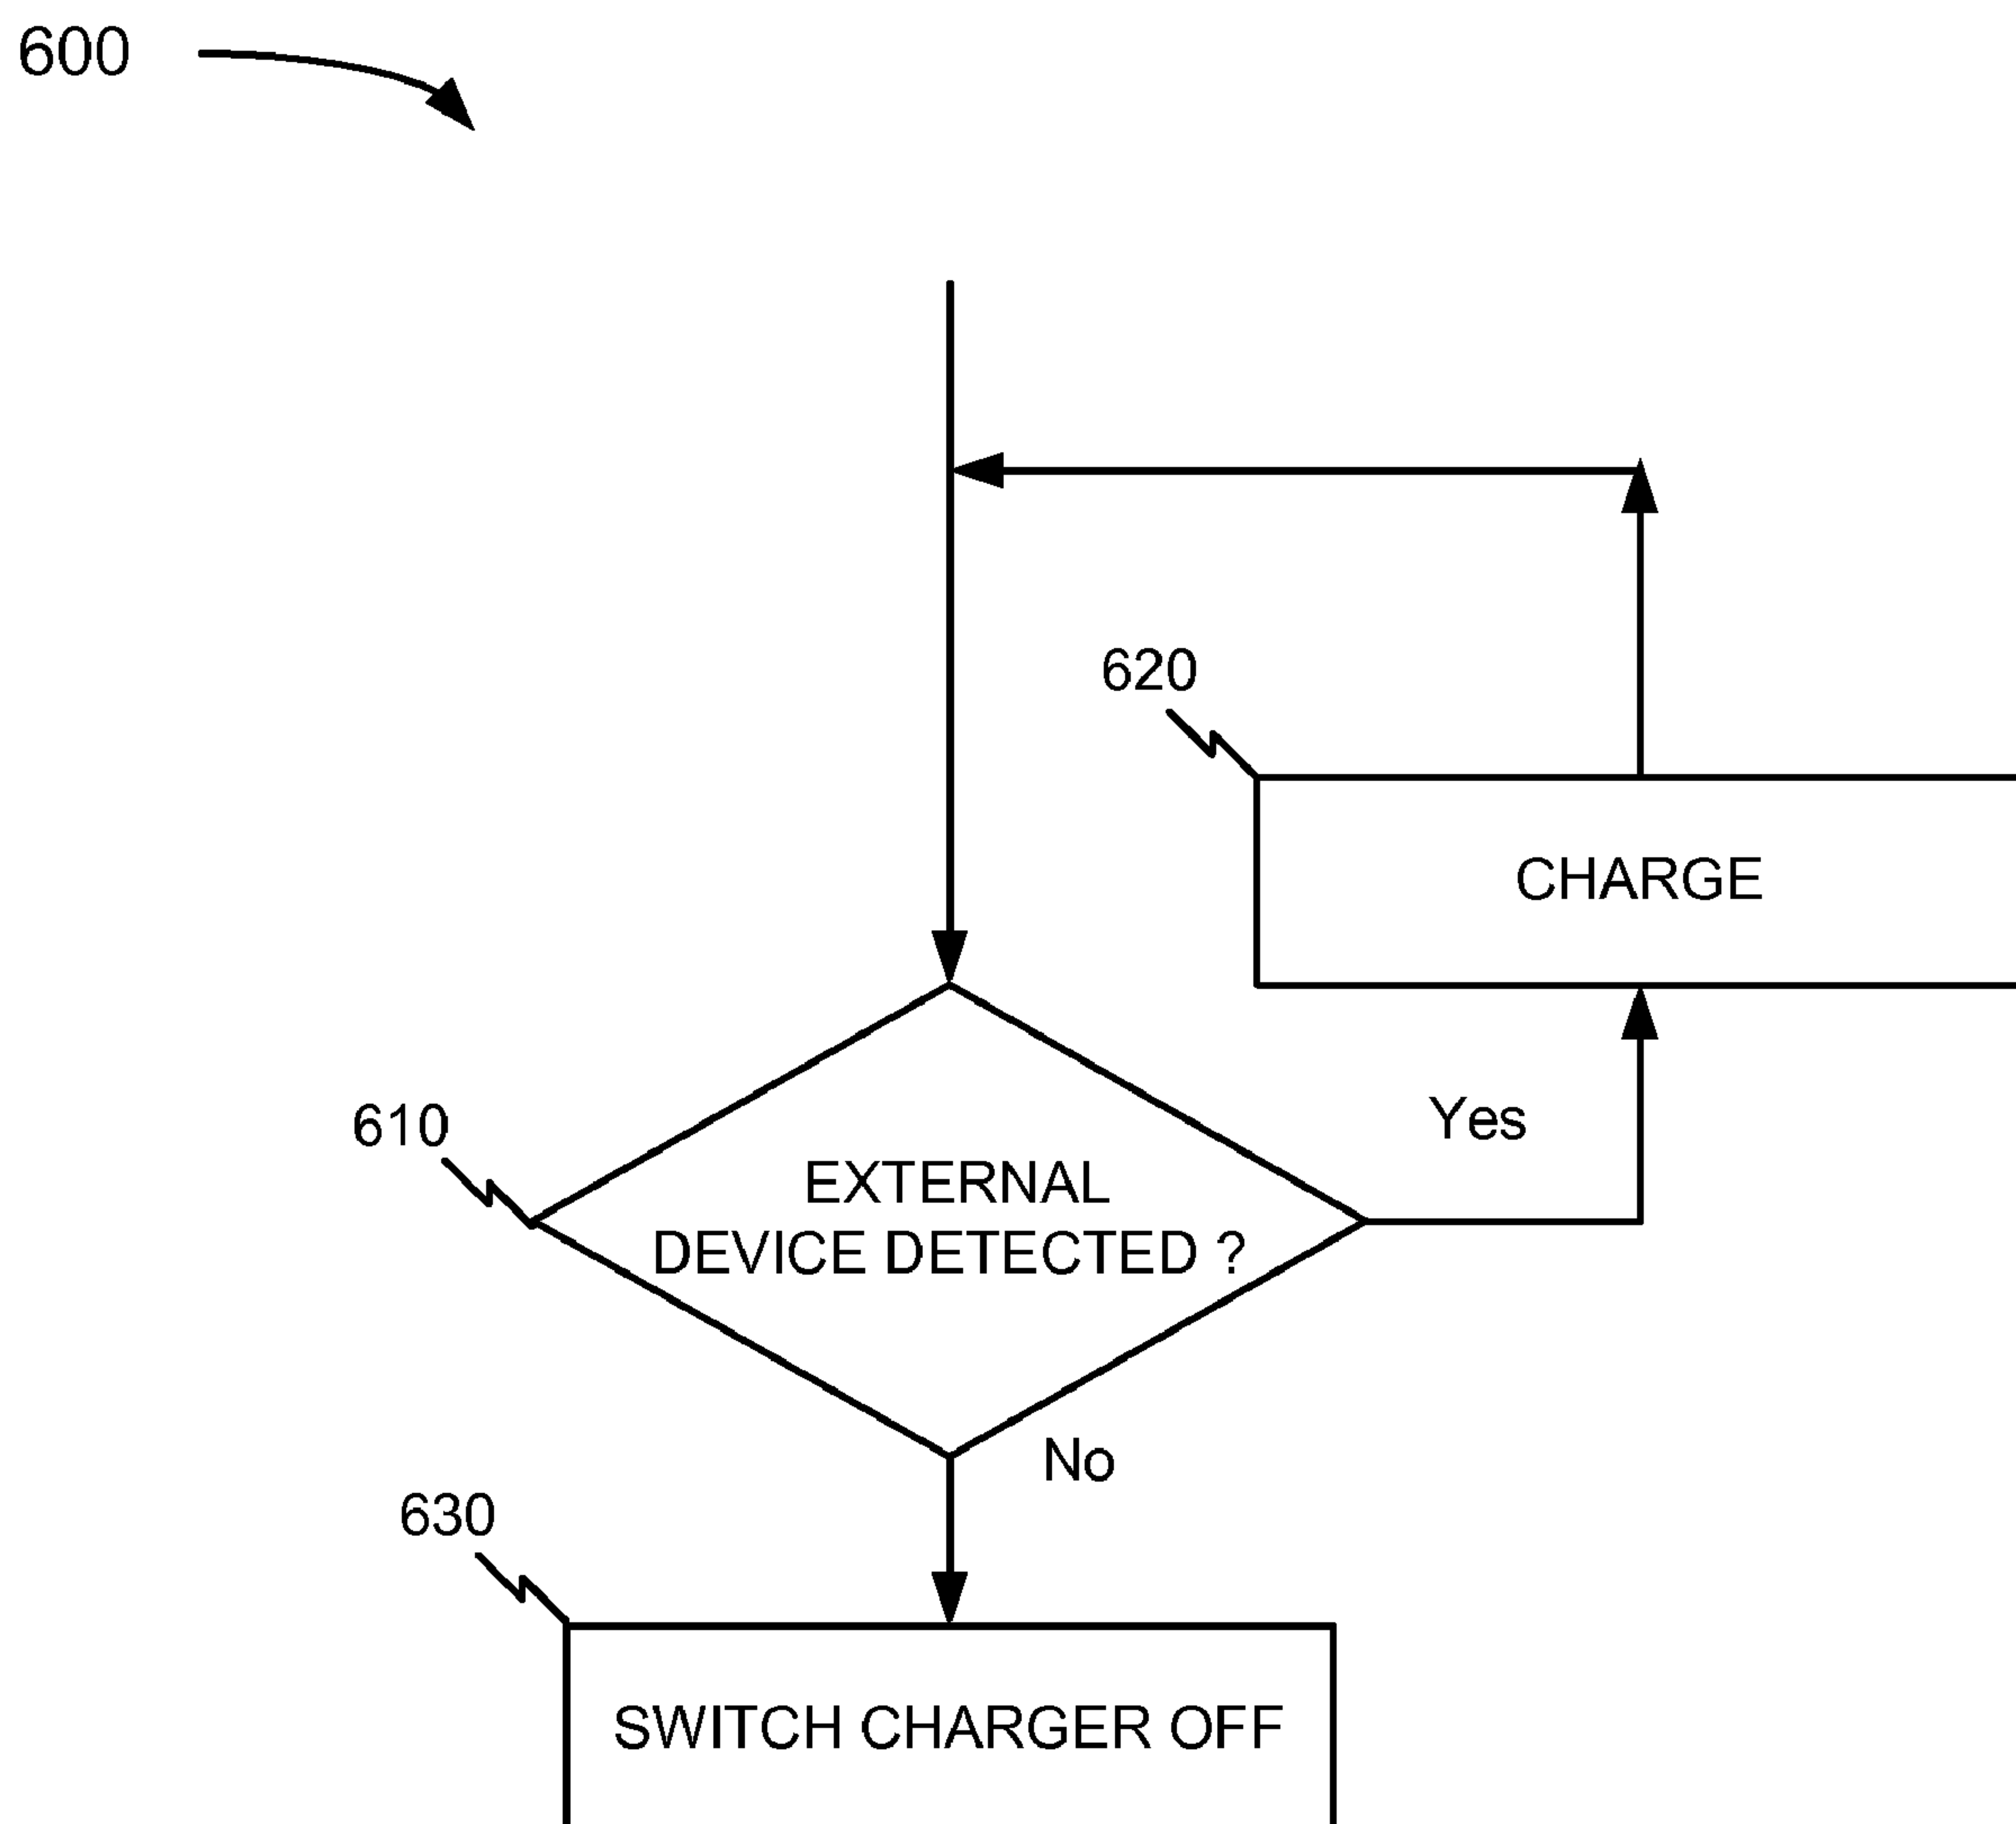 600
620
CHARGE
610
Yes
EXTERNAL
DEVICE DETECTED ?
No
630
SWITCH CHARGER OFF